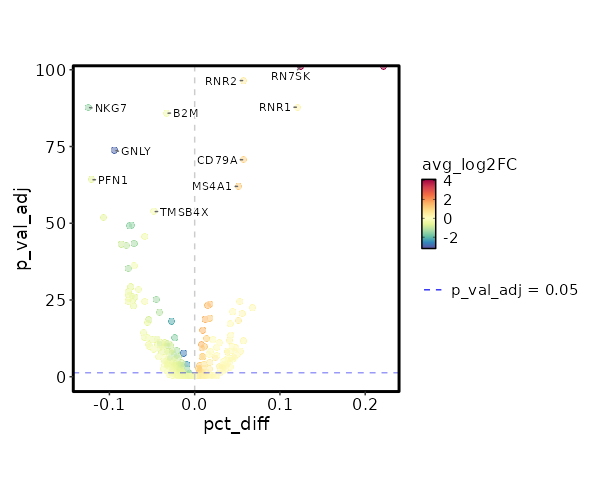 100
75
50
25
0
p_val_adj
RNR2
RN7SK
NKG7
B2M
RNR1
GNLY
CD79A
PFN1
MS4A1
TMSB4X
-0.1
0.0
0.1
0.2
pct_diff
avg_log2FC
4
2
0
-2
p_val_adj = 0.05